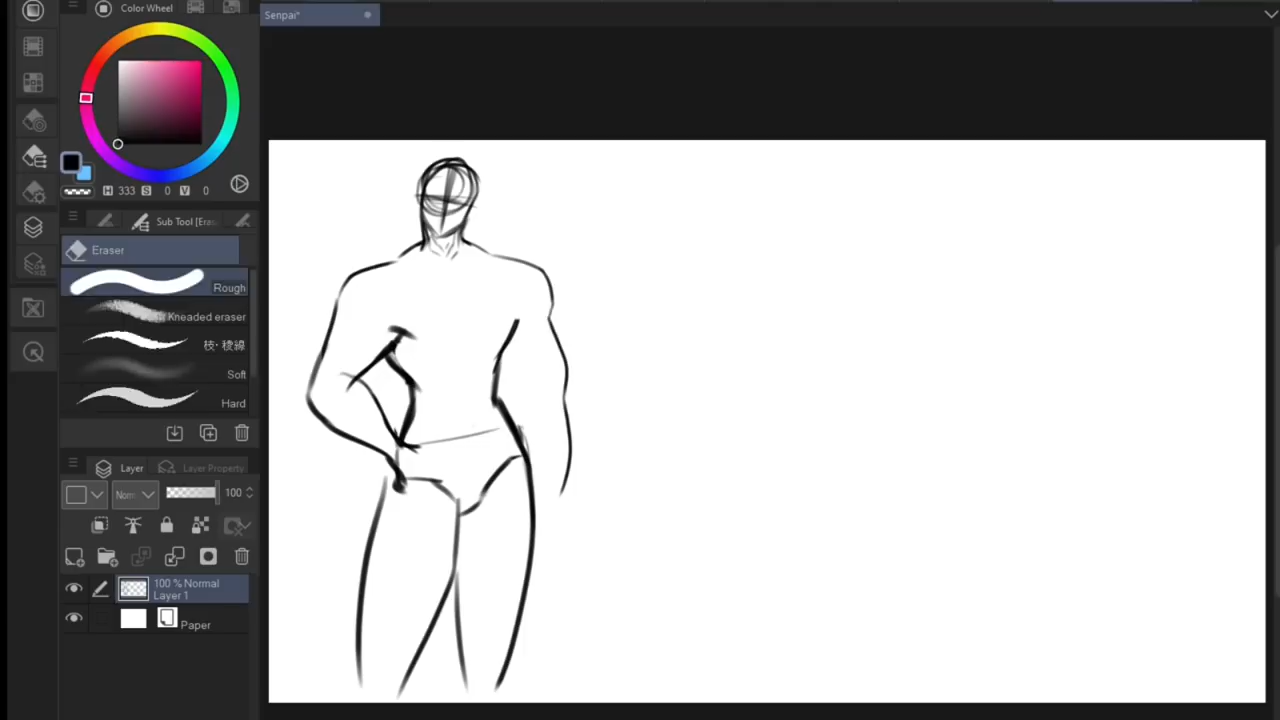 Color Wheel
Senpai*
H 333 S 0 V 0
Sub Tool [Eras
Eraser
Rough
Kneaded eraser
枝・稜線
Soft
Hard
Layer
Layer Property
Norn
100
100 % Normal
Layer 1
Paper